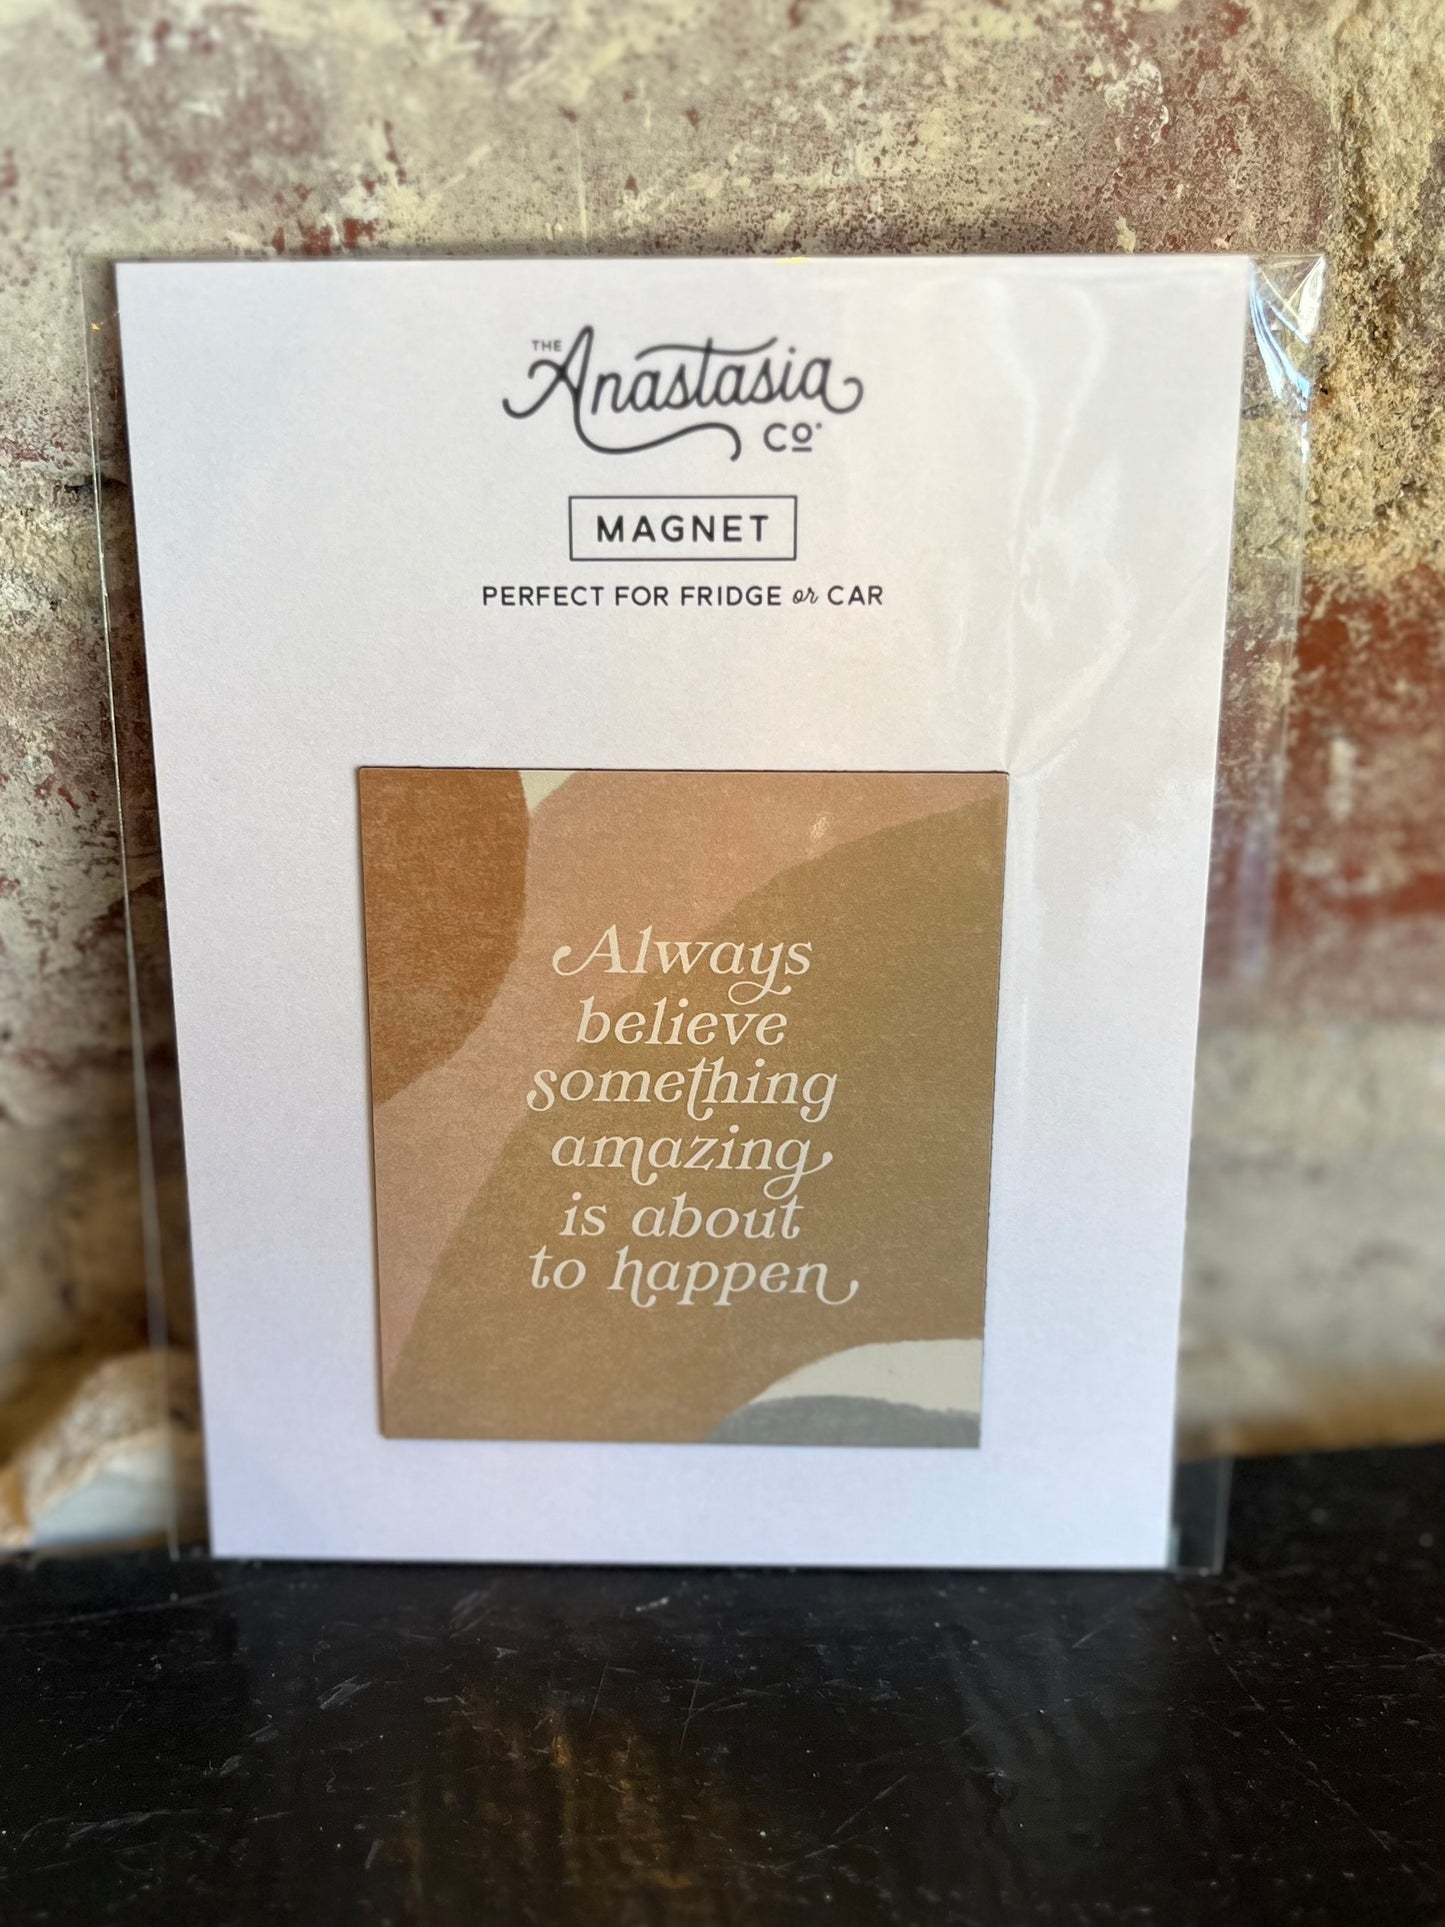 THE Anastasia Co.
MAGNET
PERFECT FOR FRIDGE or CAR
Always
believe
something
amazing
is about
to happen